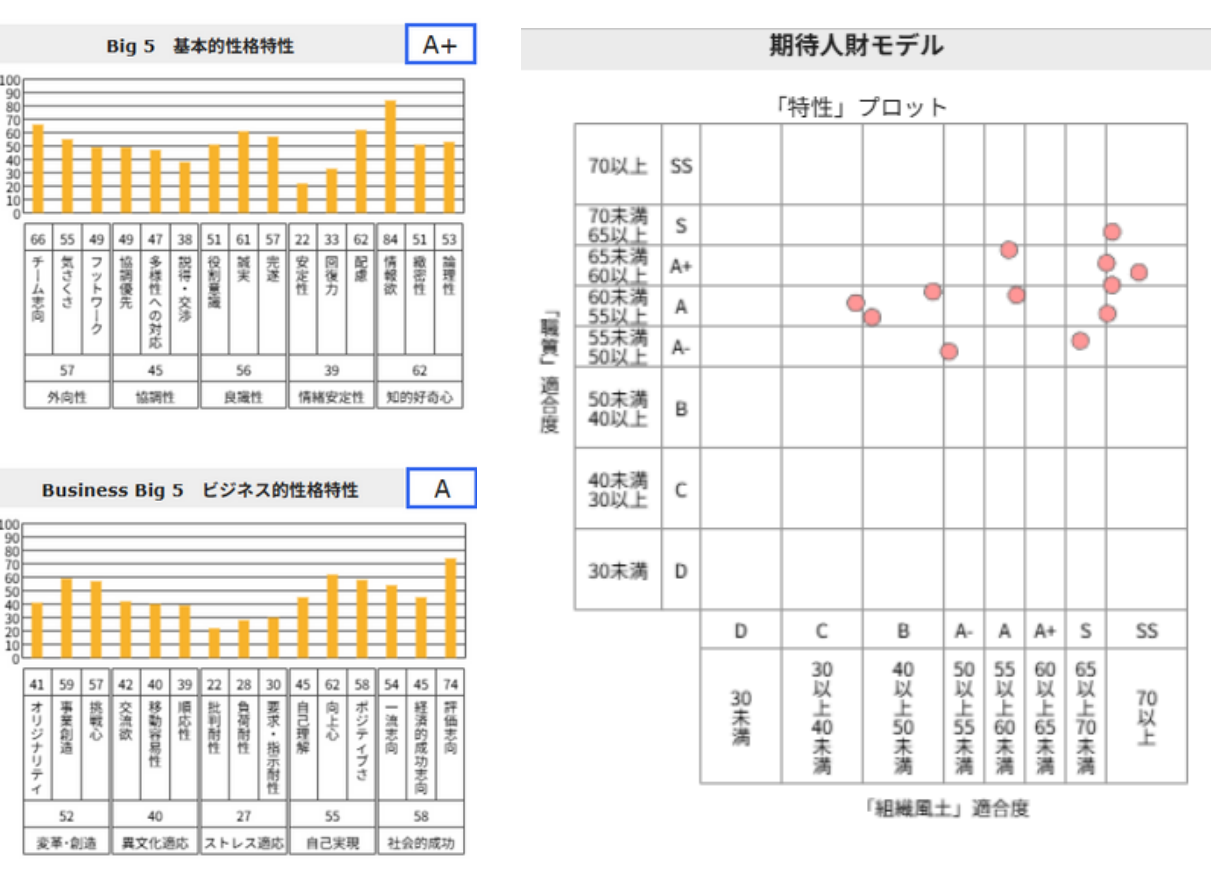 Big 5 基本的性格特性
A+
100
90
80
70
60
50
40
30
20
10
0
66 55 49 49 47 38 51 61 57 22 33 62 84 51 53
チーム志向 気さくさ フットワーク 協調優先 多様性への対応 説得・交渉 役割意識 誠実 完遂 安定性 回復力 配慮 情報欲 緻密性 論理性
57 45 56 39 62
外向性 協調性 良識性 情緒安定性 知的好奇心
Business Big 5 ビジネス的性格特性
A
100
90
80
70
60
50
40
30
20
10
0
41 59 57 42 40 39 22 28 30 45 62 58 54 45 74
オリジナリティ 事業創造 挑戦心 交流欲 移動容易性 順応性 批判耐性 負荷耐性 要求・指示耐性 自己理解 向上心 ポジティブさ 一流志向 経済的成功志向 評価志向
52 40 27 55 58
変革・創造 異文化適応 ストレス適応 自己実現 社会的成功
期待人財モデル
「特性」プロット
「職質」適合度
70以上 SS
70未満
65以上 S
65未満
60以上 A+
60未満
55以上 A
55未満
50以上 A-
50未満
40以上 B
40未満
30以上 C
30未満 D
D C B A- A A+ S SS
30未満 30以上40未満 40以上50未満 50以上55未満 55以上60未満 60以上65未満 65以上70未満 70以上
「組織風土」適合度